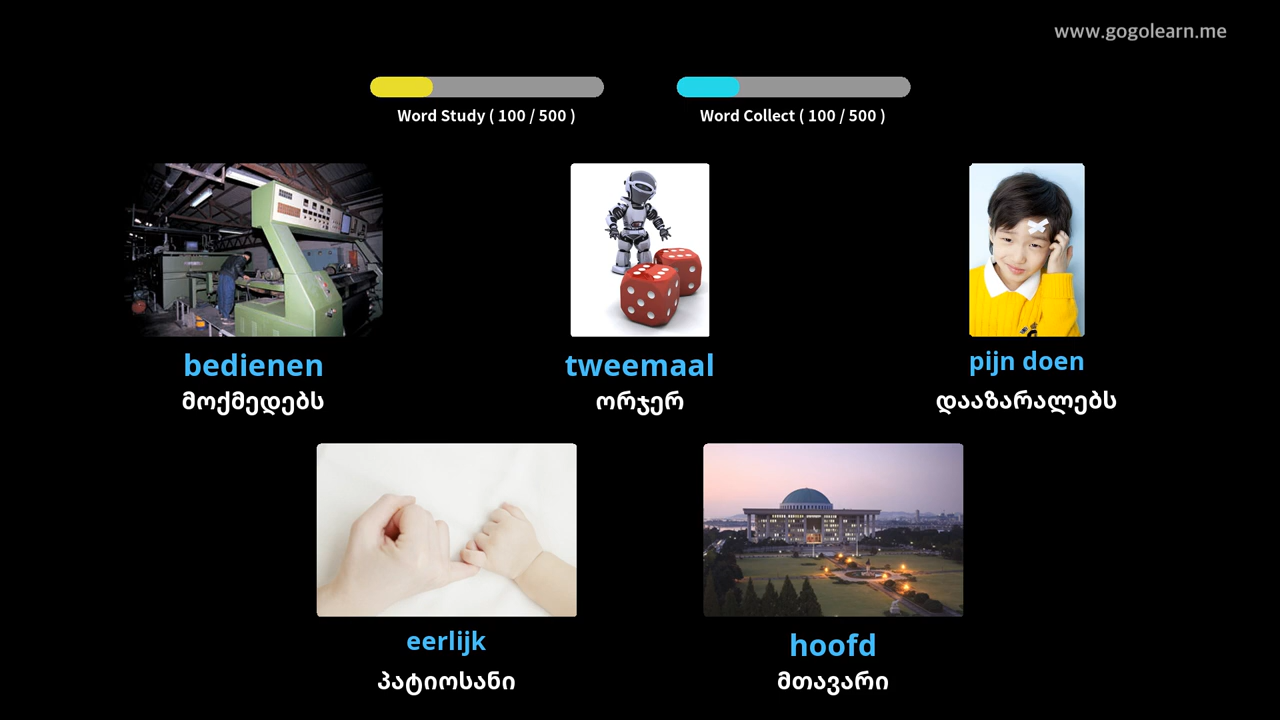 www.gogolearn.me
Word Study ( 100 / 500 )
Word Collect ( 100 / 500 )
bedienen
მოქმედებს
tweemaal
ორჯერ
pijn doen
დააზარალებს
eerlijk
პატიოსანი
hoofd
მთავარი